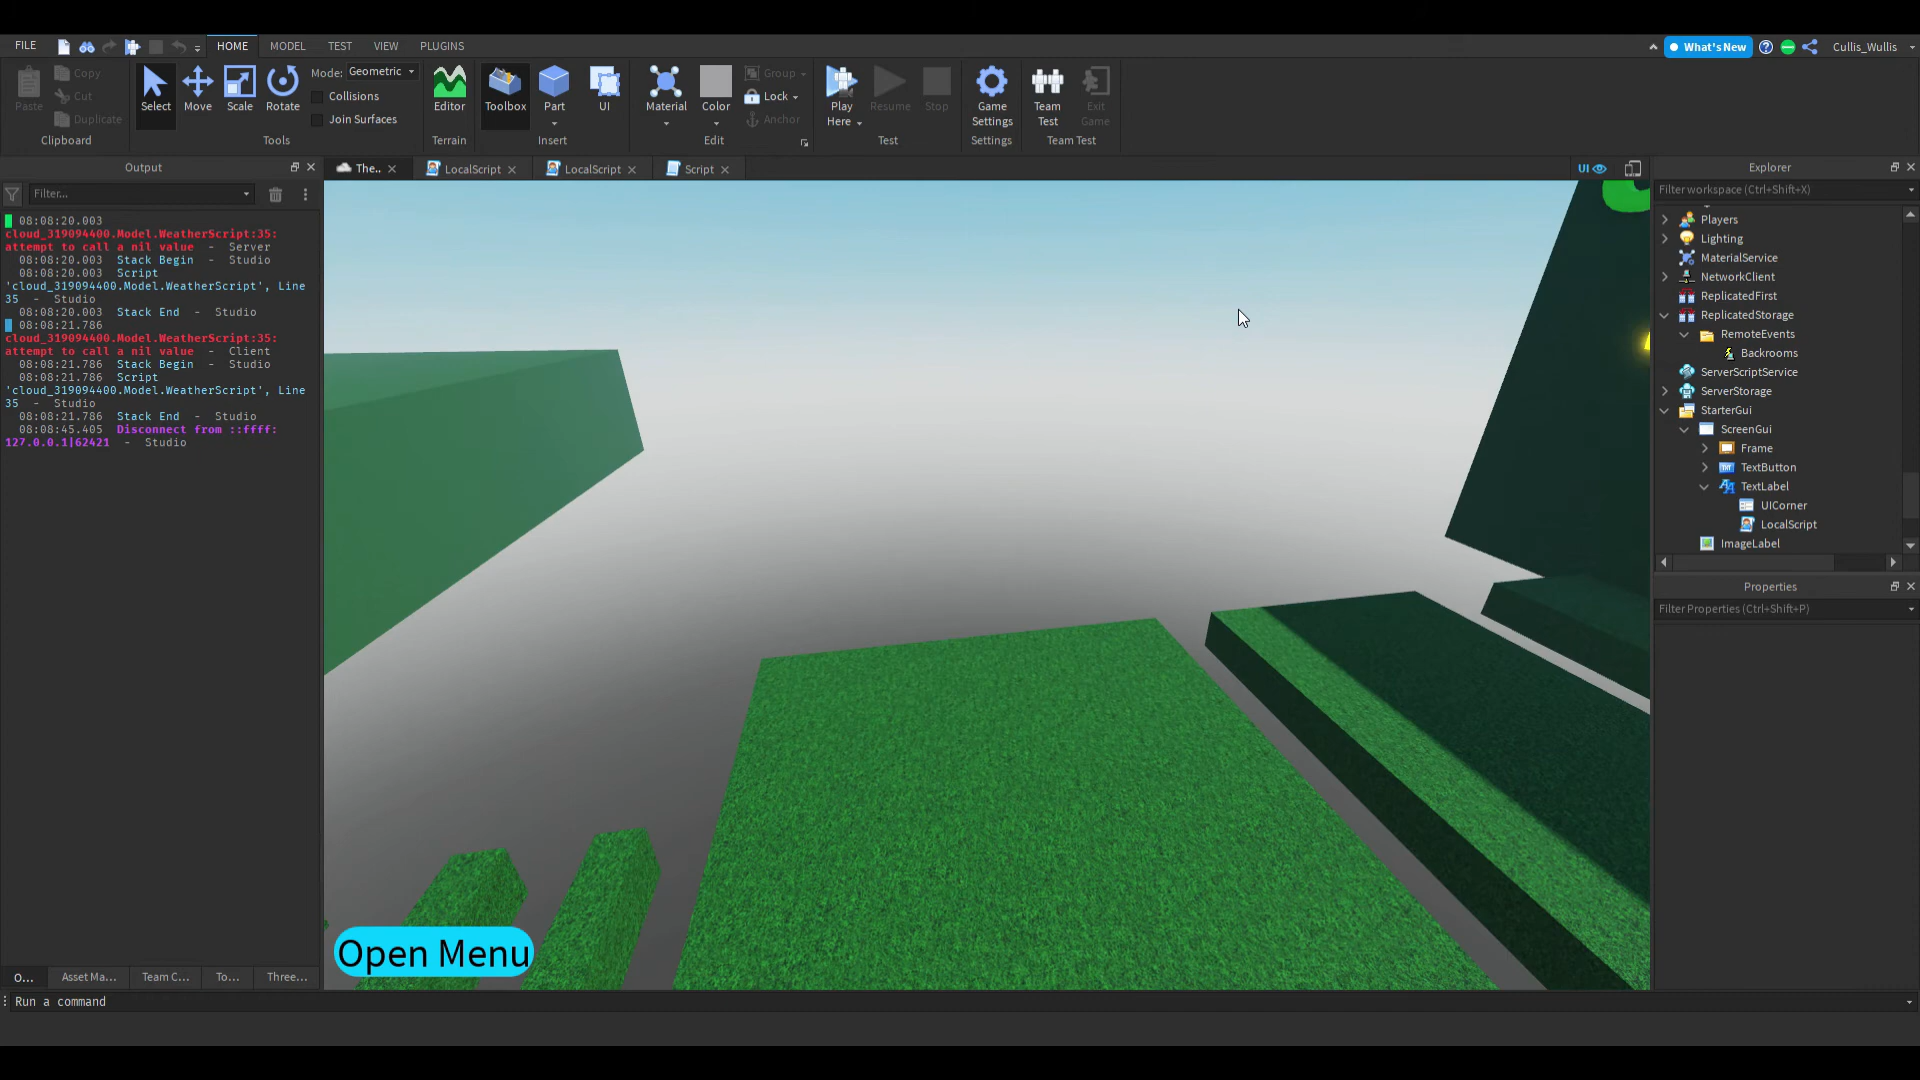 FILE
HOME
MODEL
TEST
VIEW
PLUGINS
What's New
Cullis_Wullis
Paste
Copy
Cut
Duplicate
Clipboard
Select
Move
Scale
Rotate
Mode: Geometric
Collisions
Join Surfaces
Tools
Editor
Terrain
Toolbox
Part
UI
Insert
Material
Color
Group
Lock
Anchor
Edit
Play
Here
Resume
Stop
Test
Game
Settings
Settings
Team
Test
Exit
Game
Team Test
Output
The..
LocalScript
LocalScript
Script
UI
Explorer
Filter...
Filter workspace (Ctrl+Shift+X)
08:08:20.003
cloud_319094400.Model.WeatherScript:35:
attempt to call a nil value - Server
08:08:20.003 Stack Begin - Studio
08:08:20.003 Script
'cloud_319094400.Model.WeatherScript', Line
35 - Studio
08:08:20.003 Stack End - Studio
08:08:21.786
cloud_319094400.Model.WeatherScript:35:
attempt to call a nil value - Client
08:08:21.786 Stack Begin - Studio
08:08:21.786 Script
'cloud_319094400.Model.WeatherScript', Line
35 - Studio
08:08:21.786 Stack End - Studio
08:08:45.405 Disconnect from ::ffff:
127.0.0.1|62421 - Studio
Players
Lighting
MaterialService
NetworkClient
ReplicatedFirst
ReplicatedStorage
RemoteEvents
Backrooms
ServerScriptService
ServerStorage
StarterGui
ScreenGui
Frame
TextButton
TextLabel
UICorner
LocalScript
ImageLabel
Properties
Filter Properties (Ctrl+Shift+P)
Open Menu
O...
Asset Ma...
Team C...
To...
Three...
Run a command